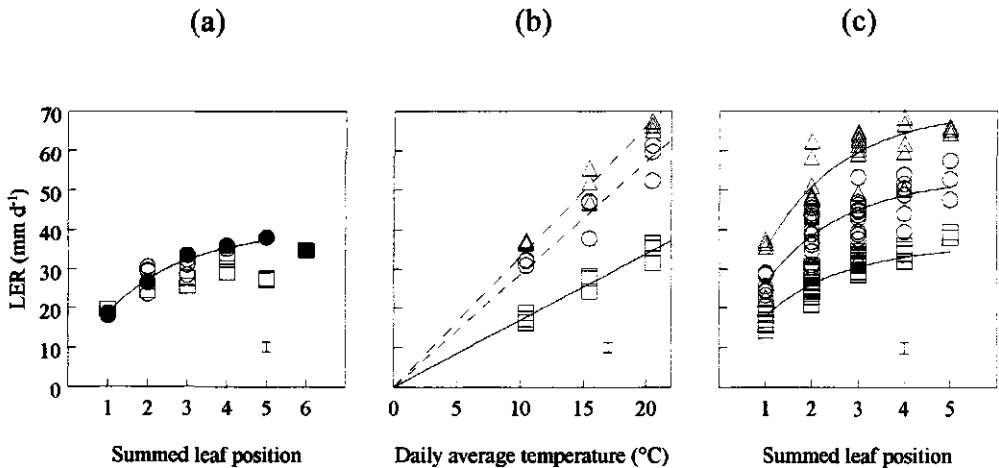 (a)
(b)
(c)
LER (mm d⁻¹)
70
60
50
40
30
20
10
0
1 2 3 4 5 6
0 5 10 15 20
1 2 3 4 5
Summed leaf position
Daily average temperature (°C)
Summed leaf position